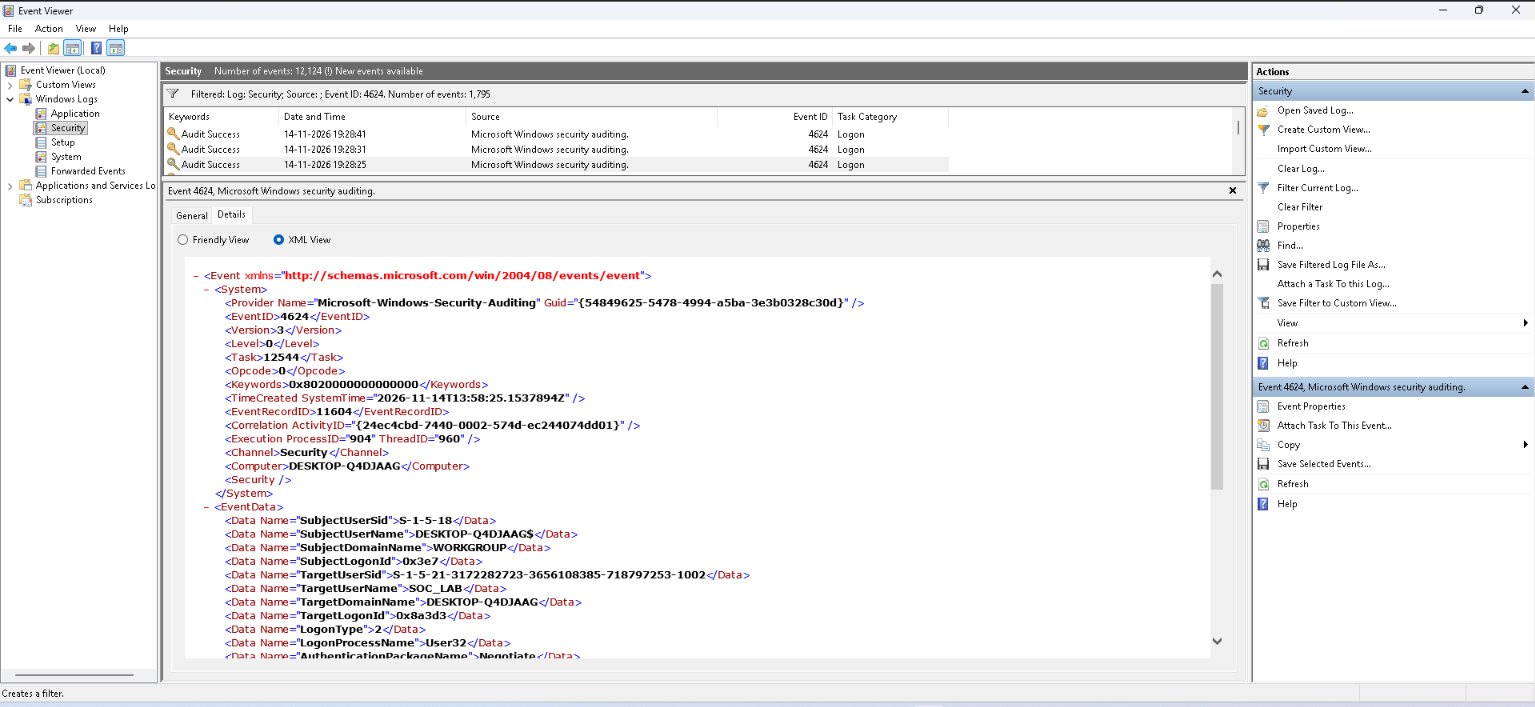 Event Viewer
File Action View Help
Event Viewer (Local)
Custom Views
Windows Logs
Application
Security
Setup
System
Forwarded Events
Applications and Services Lo
Subscriptions
Security Number of events: 12,124 (!) New events available
Filtered: Log: Security; Source: ; Event ID: 4624. Number of events: 1,795
Keywords Date and Time Source Event ID Task Category
Audit Success 14-11-2026 19:28:41 Microsoft Windows security auditing. 4624 Logon
Audit Success 14-11-2026 19:28:31 Microsoft Windows security auditing. 4624 Logon
Audit Success 14-11-2026 19:28:25 Microsoft Windows security auditing. 4624 Logon
Event 4624, Microsoft Windows security auditing.
General Details
Friendly View XML View
- <Event xmlns="http://schemas.microsoft.com/win/2004/08/events/event">
- <System>
<Provider Name="Microsoft-Windows-Security-Auditing" Guid="{54849625-5478-4994-a5ba-3e3b0328c30d}" />
<EventID>4624</EventID>
<Version>3</Version>
<Level>0</Level>
<Task>12544</Task>
<Opcode>0</Opcode>
<Keywords>0x8020000000000000</Keywords>
<TimeCreated SystemTime="2026-11-14T13:58:25.1537894Z" />
<EventRecordID>11604</EventRecordID>
<Correlation ActivityID="{24ec4cbd-7440-0002-574d-ec244074dd01}" />
<Execution ProcessID="904" ThreadID="960" />
<Channel>Security</Channel>
<Computer>DESKTOP-Q4DJAAG</Computer>
<Security />
</System>
- <EventData>
<Data Name="SubjectUserSid">S-1-5-18</Data>
<Data Name="SubjectUserName">DESKTOP-Q4DJAAG$</Data>
<Data Name="SubjectDomainName">WORKGROUP</Data>
<Data Name="SubjectLogonId">0x3e7</Data>
<Data Name="TargetUserSid">S-1-5-21-3172282723-3656108385-718797253-1002</Data>
<Data Name="TargetUserName">SOC_LAB</Data>
<Data Name="TargetDomainName">DESKTOP-Q4DJAAG</Data>
<Data Name="TargetLogonId">0x8a3d3</Data>
<Data Name="LogonType">2</Data>
<Data Name="LogonProcessName">User32</Data>
<Data Name="AuthenticationPackageName">Negotiate</Data>
Actions
Security
Open Saved Log...
Create Custom View...
Import Custom View...
Clear Log...
Filter Current Log...
Clear Filter
Properties
Find...
Save Filtered Log File As...
Attach a Task To this Log...
Save Filter to Custom View...
View
Refresh
Help
Event 4624, Microsoft Windows security auditing.
Event Properties
Attach Task To This Event...
Copy
Save Selected Events...
Refresh
Help
Creates a filter.